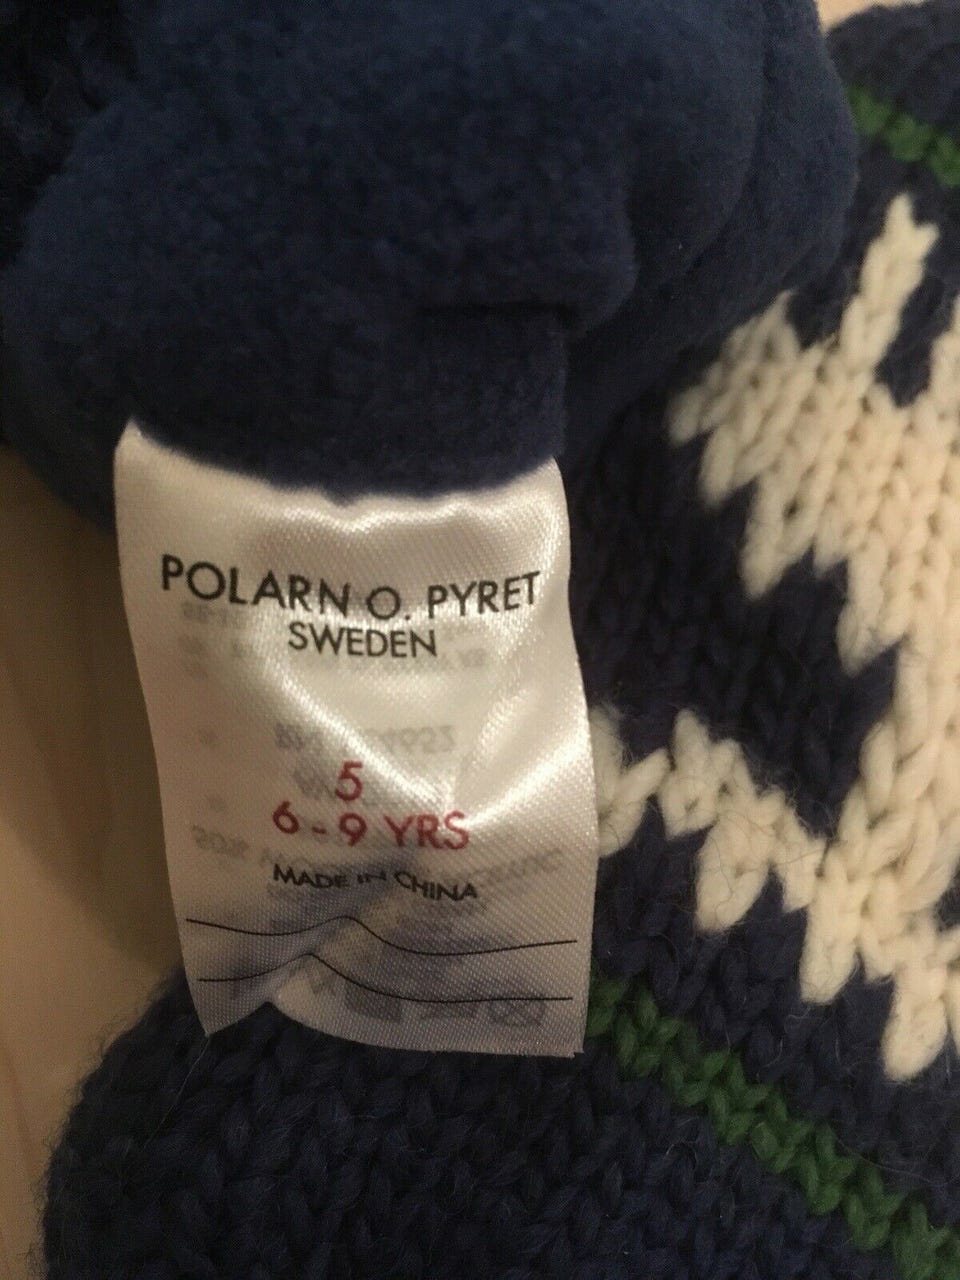 POLARN O. PYRET
SWEDEN
5
6-9 YRS
MADE IN CHINA